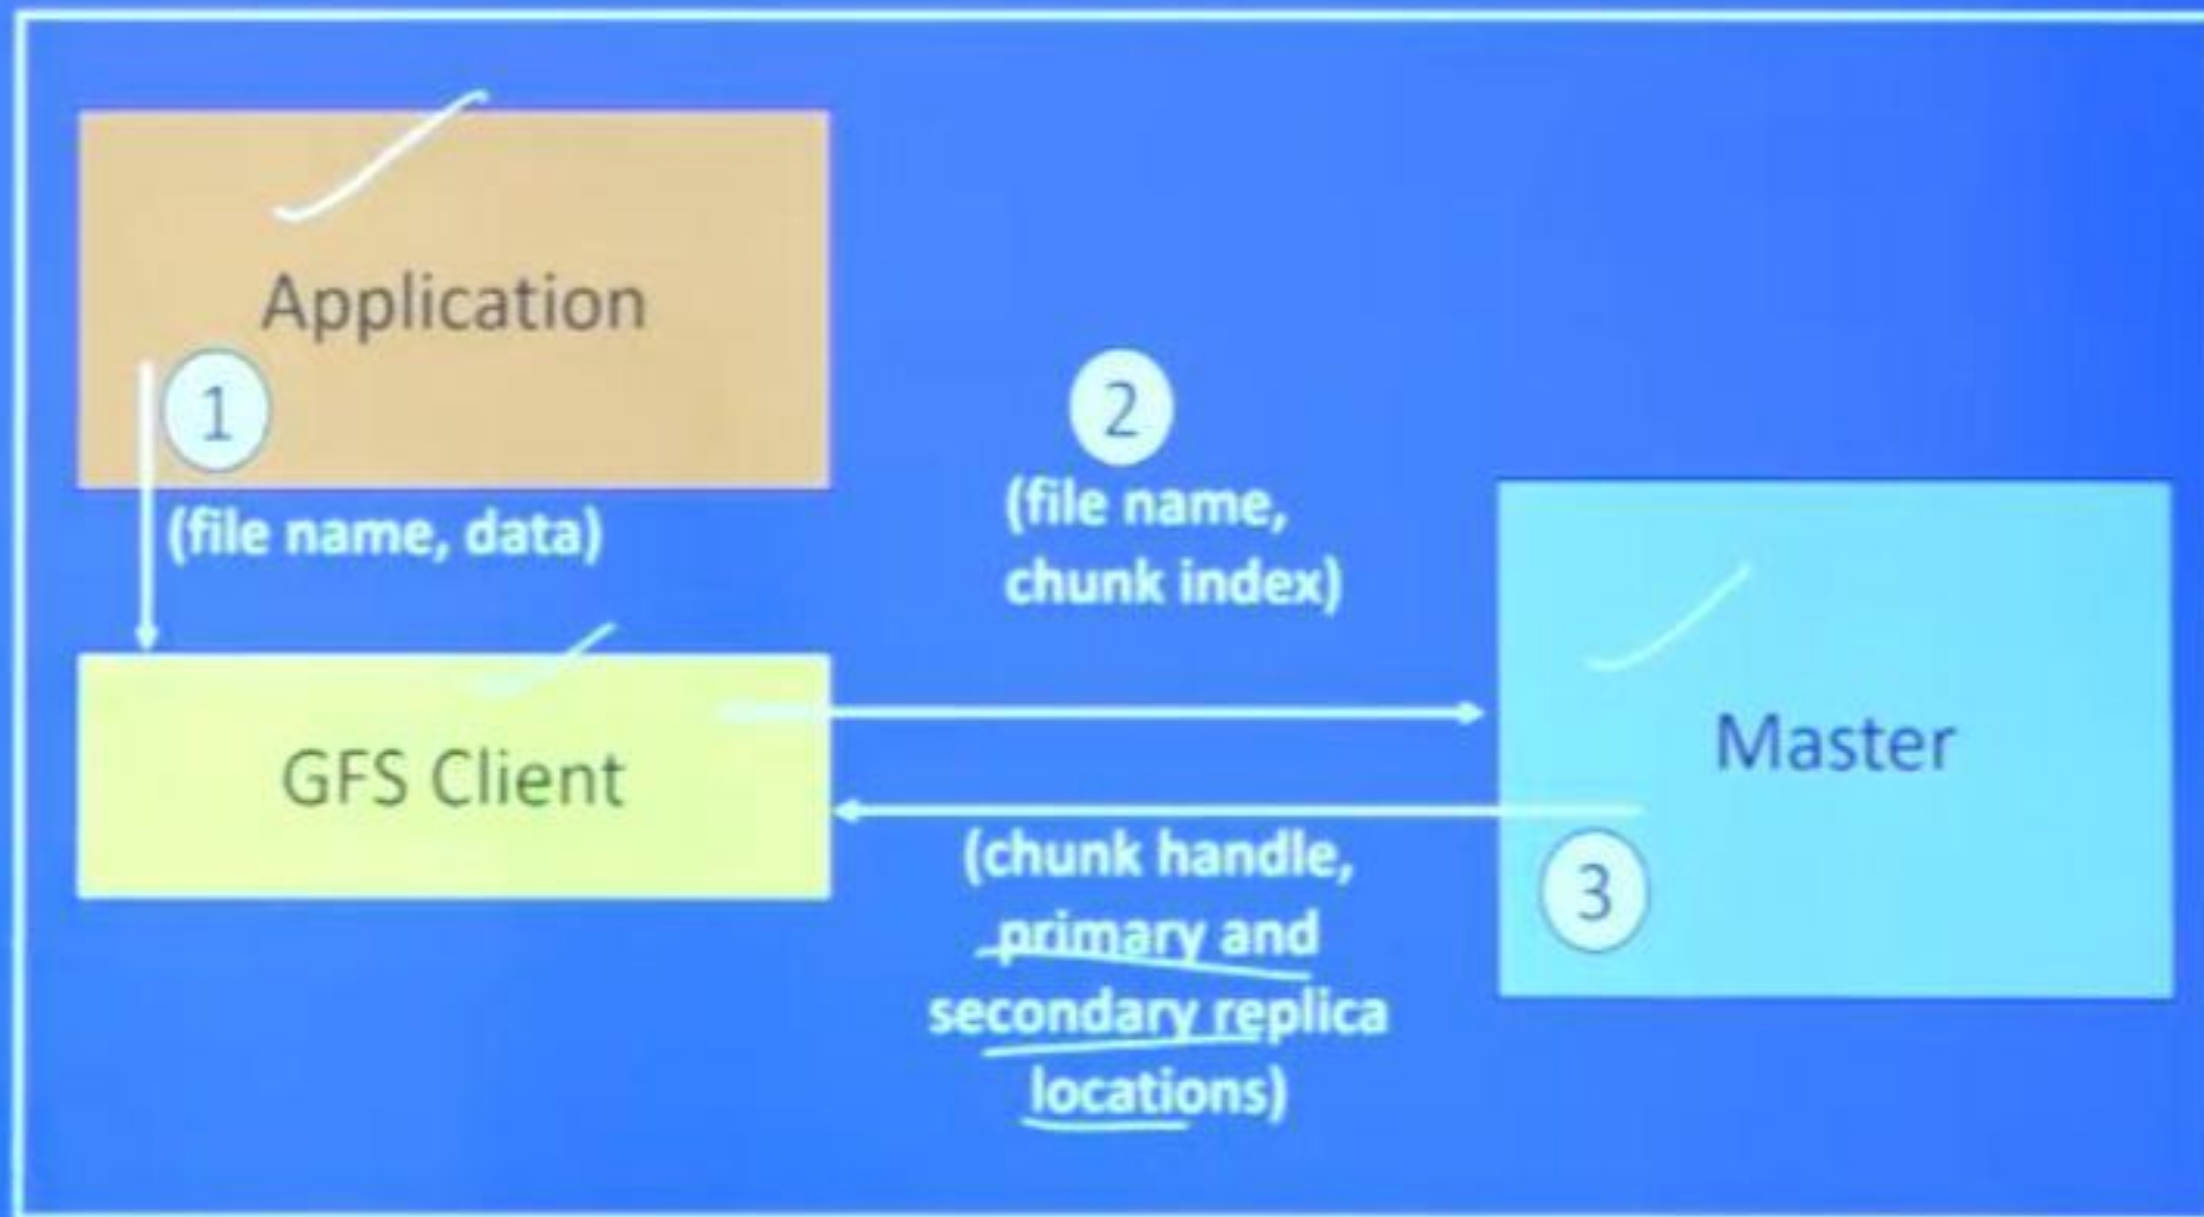 Application
1
(file name, data)
2
(file name,
chunk index)
GFS Client
Master
(chunk handle,
primary and
secondary replica
locations)
3